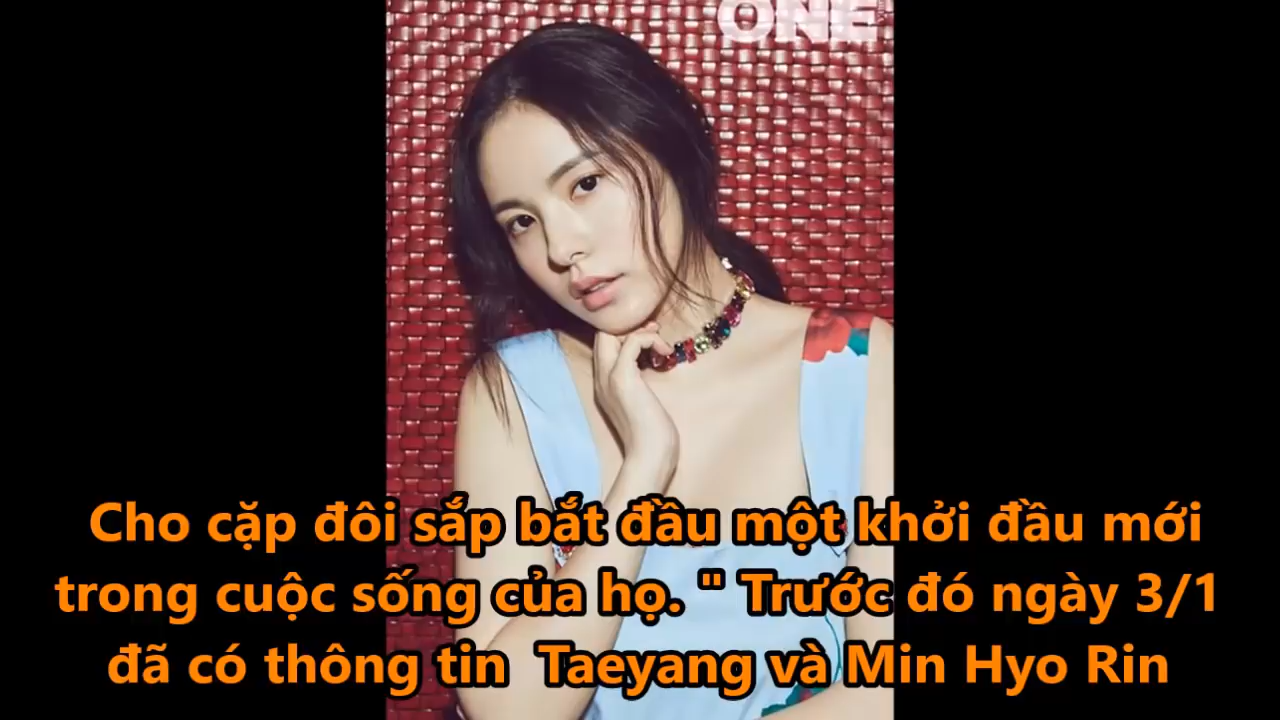 ONE
Cho cặp đôi sắp bắt đầu một khởi đầu mới
trong cuộc sống của họ. " Trước đó ngày 3/1
đã có thông tin  Taeyang và Min Hyo Rin